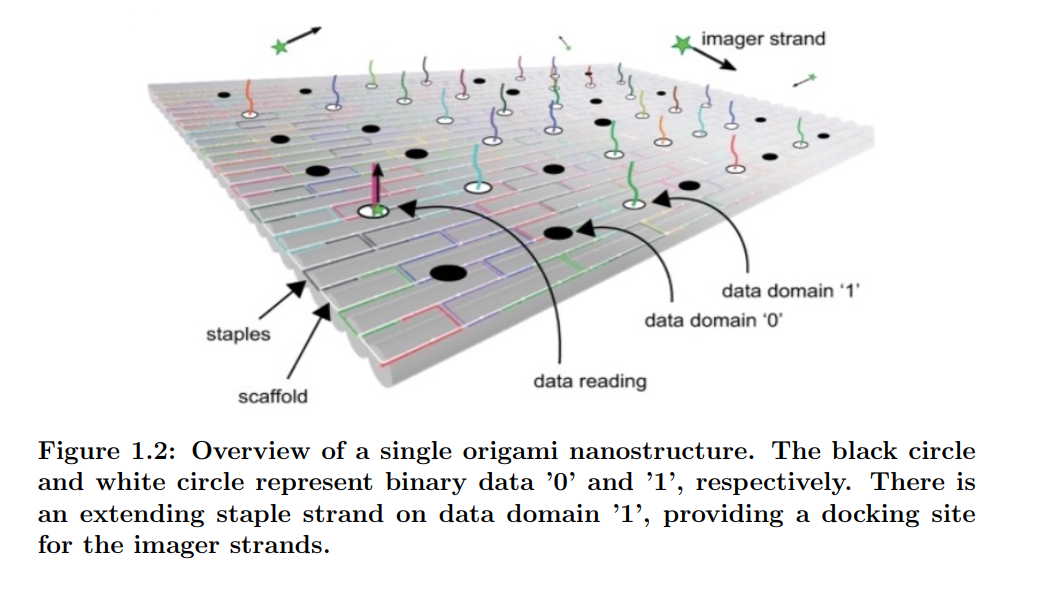 imager strand
data domain ‘1’
data domain ‘0’
staples
data reading
scaffold
Figure 1.2: Overview of a single origami nanostructure. The black circle
and white circle represent binary data ’0’ and ’1’, respectively. There is
an extending staple strand on data domain ’1’, providing a docking site
for the imager strands.